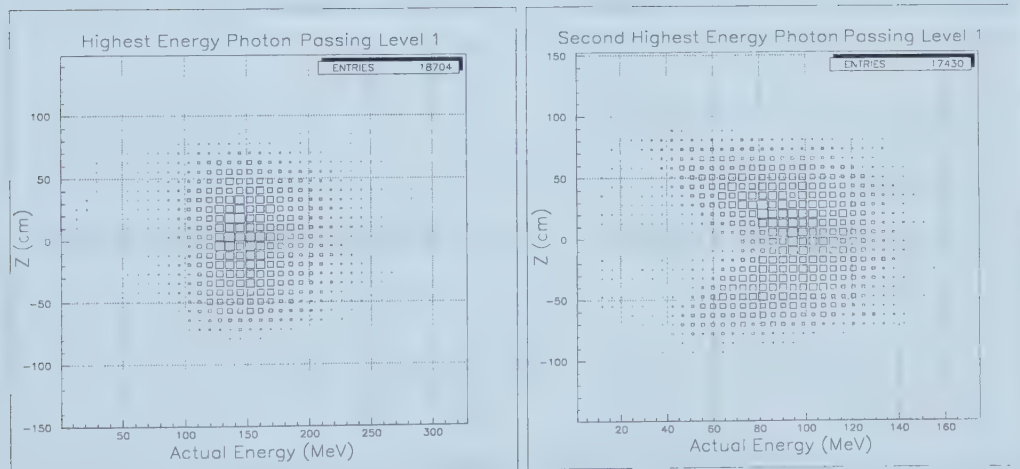 Highest Energy Photon Passing Level 1
ENTRIES 18704
100
50
0
-50
-100
-150
Z (cm)
50 100 150 200 250 300
Actual Energy (MeV)
Second Highest Energy Photon Passing Level 1
ENTRIES 17430
150
100
50
0
-50
-100
Z (cm)
20 40 60 80 100 120 140 160
Actual Energy (MeV)